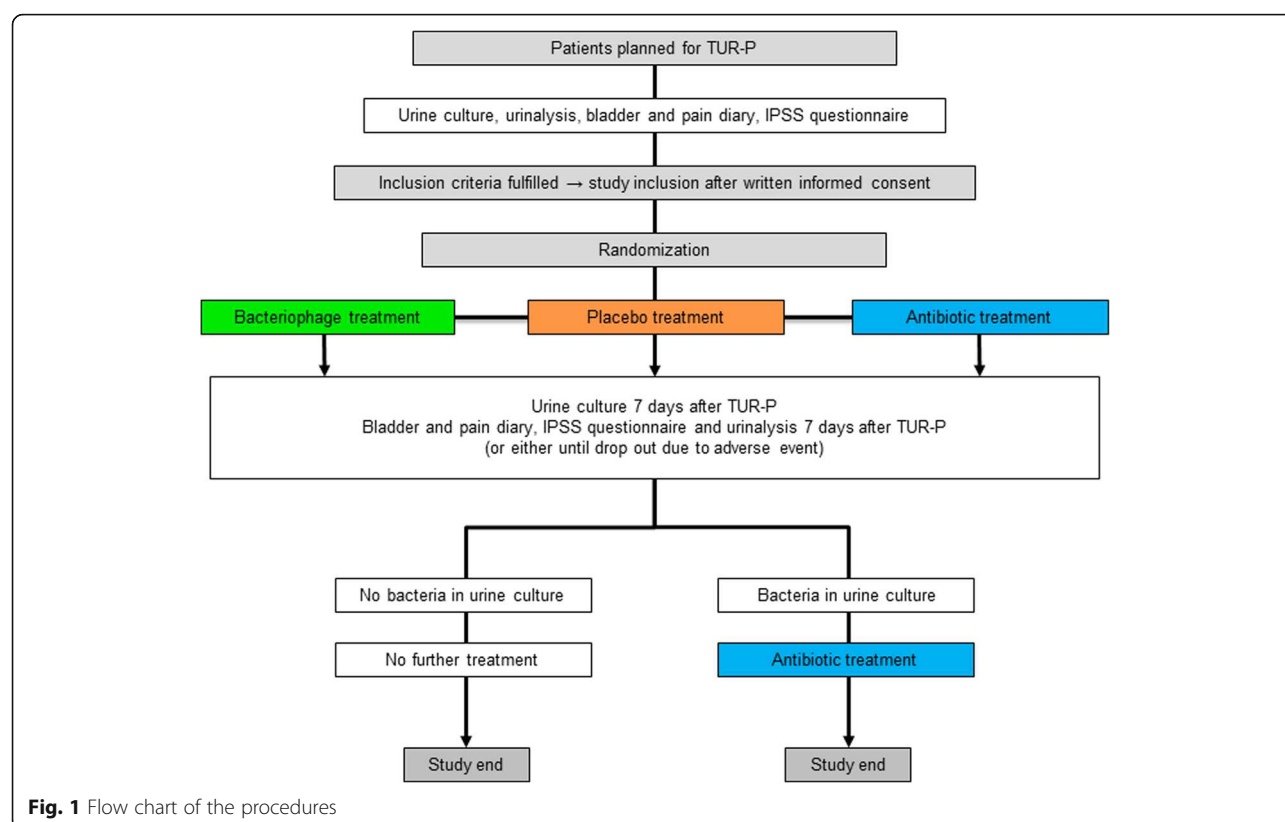 Patients planned for TUR-P
Urine culture, urinalysis, bladder and pain diary, IPSS questionnaire
Inclusion criteria fulfilled → study inclusion after written informed consent
Randomization
Bacteriophage treatment
Placebo treatment
Antibiotic treatment
Urine culture 7 days after TUR-P
Bladder and pain diary, IPSS questionnaire and urinalysis 7 days after TUR-P
(or either until drop out due to adverse event)
No bacteria in urine culture
Bacteria in urine culture
No further treatment
Antibiotic treatment
Study end
Study end
Fig. 1 Flow chart of the procedures